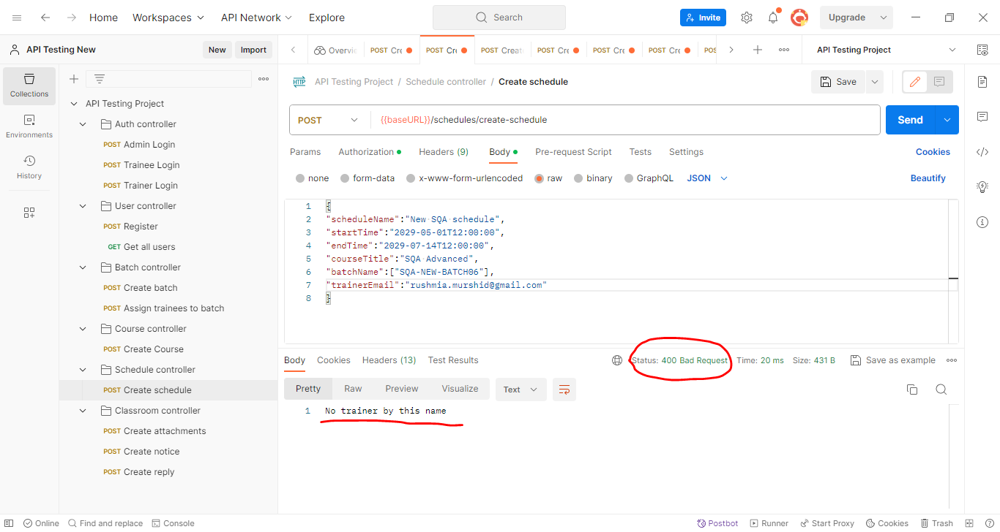 Home Workspaces API Network Explore Search Invite Upgrade
API Testing New New Import Overvie POST Cre POST Cre POST Creat POST Cre POST Cre POST Cre POS API Testing Project
Collections
Environments
History
API Testing Project
Auth controller
POST Admin Login
POST Trainee Login
POST Trainer Login
User controller
POST Register
GET Get all users
Batch controller
POST Create batch
POST Assign trainees to batch
Course controller
POST Create Course
Schedule controller
POST Create schedule
Classroom controller
POST Create attachments
POST Create notice
POST Create reply
HTTP API Testing Project / Schedule controller / Create schedule Save
POST {{baseURL}}/schedules/create-schedule Send
Params Authorization Headers (9) Body Pre-request Script Tests Settings Cookies
none form-data x-www-form-urlencoded raw binary GraphQL JSON Beautify
1 {
2 "scheduleName":"New SQA schedule",
3 "startTime":"2029-05-01T12:00:00",
4 "endTime":"2029-07-14T12:00:00",
5 "courseTitle":"SQA Advanced",
6 "batchName":["SQA-NEW-BATCH06"],
7 "trainerEmail":"rushmia.murshid@gmail.com"
8 }
Body Cookies Headers (13) Test Results Status: 400 Bad Request Time: 20 ms Size: 431 B Save as example
Pretty Raw Preview Visualize Text
1 No trainer by this name
Online Find and replace Console Postbot Runner Start Proxy Cookies Trash